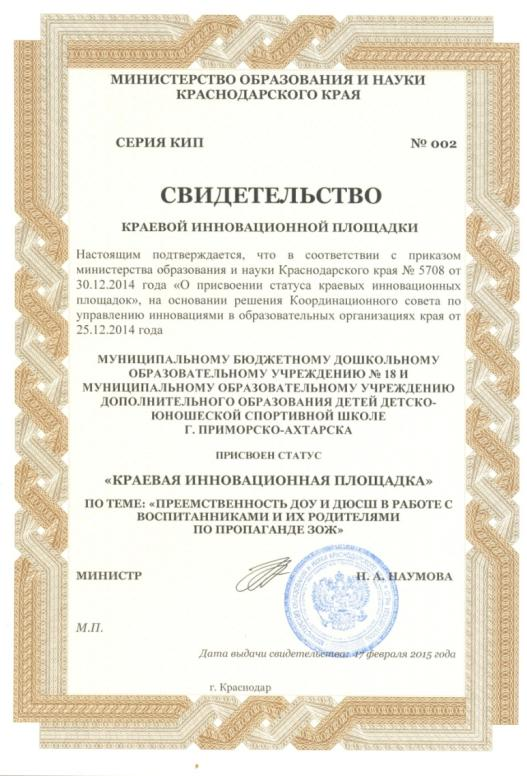 МИНИСТЕРСТВО ОБРАЗОВАНИЯ И НАУКИ
КРАСНОДАРСКОГО КРАЯ
СЕРИЯ КИП № 002
СВИДЕТЕЛЬСТВО
КРАЕВОЙ ИННОВАЦИОННОЙ ПЛОЩАДКИ
Настоящим подтверждается, что в соответствии с приказом
министерства образования и науки Краснодарского края № 5708 от
30.12.2014 года «О присвоении статуса краевых инновационных
площадок», на основании решения Координационного совета по
управлению инновациями в образовательных организациях края от
25.12.2014 года
МУНИЦИПАЛЬНОМУ БЮДЖЕТНОМУ ДОШКОЛЬНОМУ
ОБРАЗОВАТЕЛЬНОМУ УЧРЕЖДЕНИЮ № 18 И
МУНИЦИПАЛЬНОМУ ОБРАЗОВАТЕЛЬНОМУ УЧРЕЖДЕНИЮ
ДОПОЛНИТЕЛЬНОГО ОБРАЗОВАНИЯ ДЕТЕЙ ДЕТСКО-
ЮНОШЕСКОЙ СПОРТИВНОЙ ШКОЛЕ
Г. ПРИМОРСКО-АХТАРСКА
ПРИСВОЕН СТАТУС
«КРАЕВАЯ ИННОВАЦИОННАЯ ПЛОЩАДКА»
ПО ТЕМЕ: «ПРЕЕМСТВЕННОСТЬ ДОУ И ДЮСШ В РАБОТЕ С
ВОСПИТАННИКАМИ И ИХ РОДИТЕЛЯМИ
ПО ПРОПАГАНДЕ ЗОЖ»
МИНИСТР Н. А. НАУМОВА
М.П.
Дата выдачи свидетельства: 17 февраля 2015 года
г. Краснодар